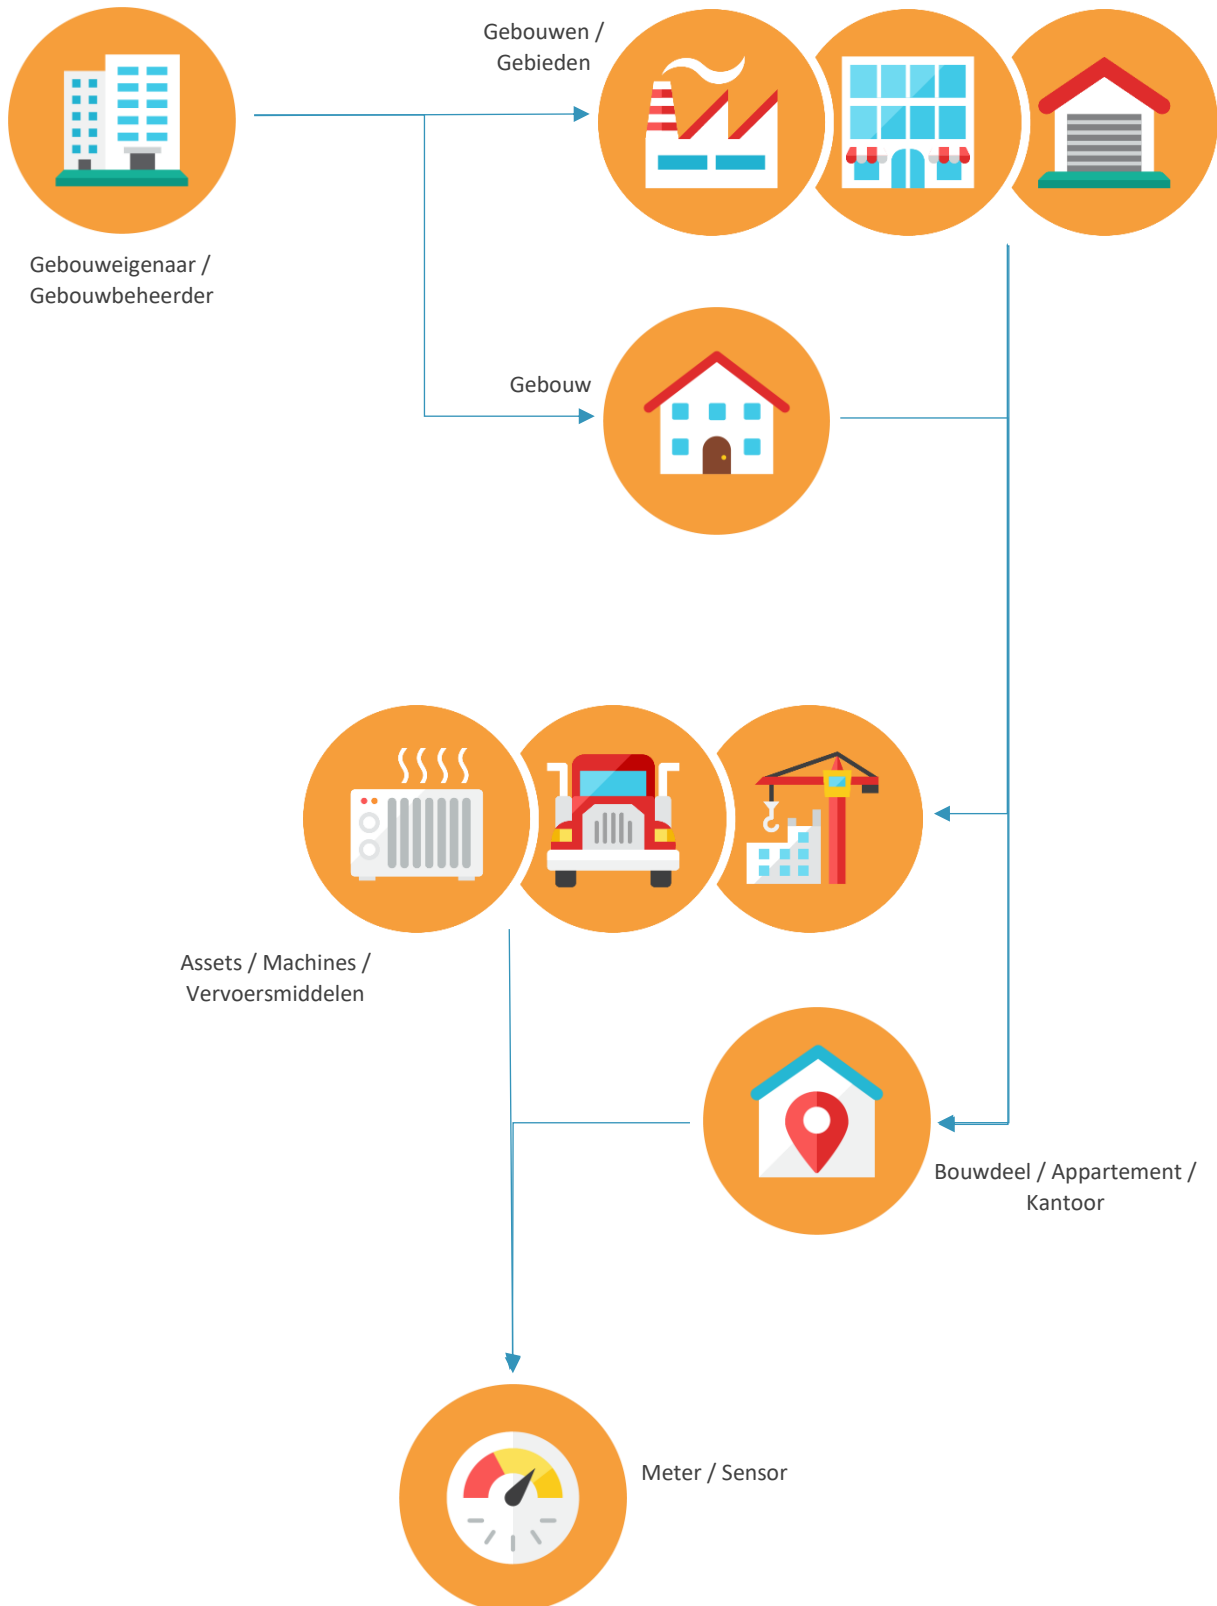 Gebouwen /
Gebieden
Gebouweigenaar /
Gebouwbeheerder
Gebouw
Assets / Machines /
Vervoersmiddelen
Bouwdeel / Appartement /
Kantoor
Meter / Sensor